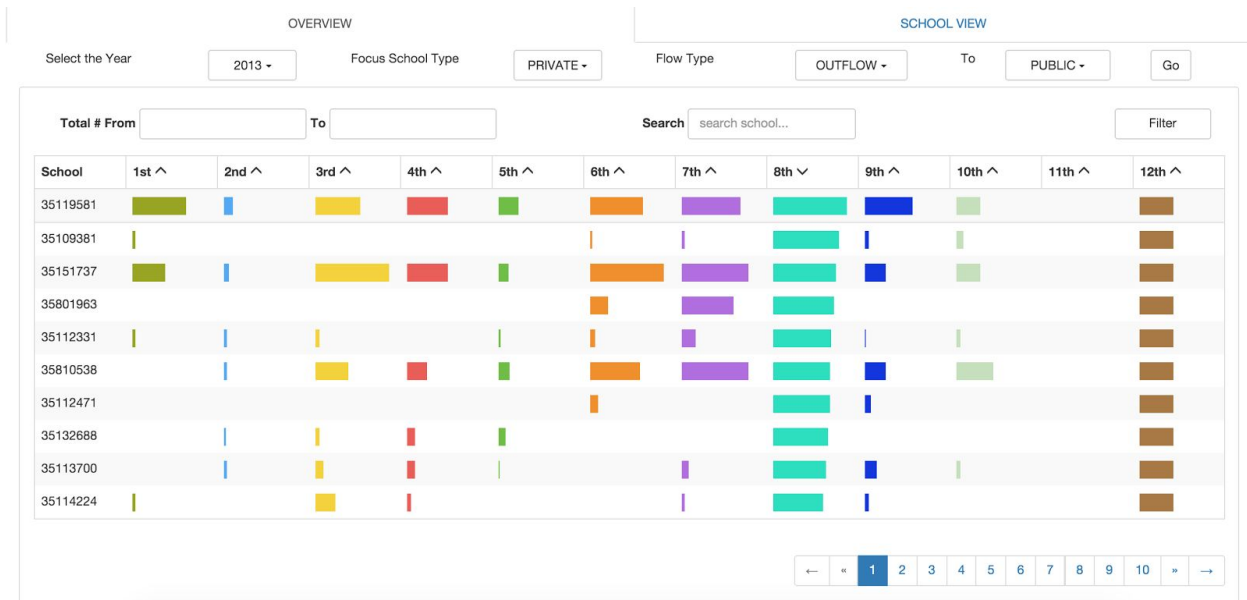 OVERVIEW SCHOOL VIEW
Select the Year 2013 Focus School Type PRIVATE Flow Type OUTFLOW To PUBLIC Go
Total # From To Search search school... Filter
School 1st 2nd 3rd 4th 5th 6th 7th 8th 9th 10th 11th 12th
35119581
35109381
35151737
35801963
35112331
35810538
35112471
35132688
35113700
35114224
← « 1 2 3 4 5 6 7 8 9 10 » →